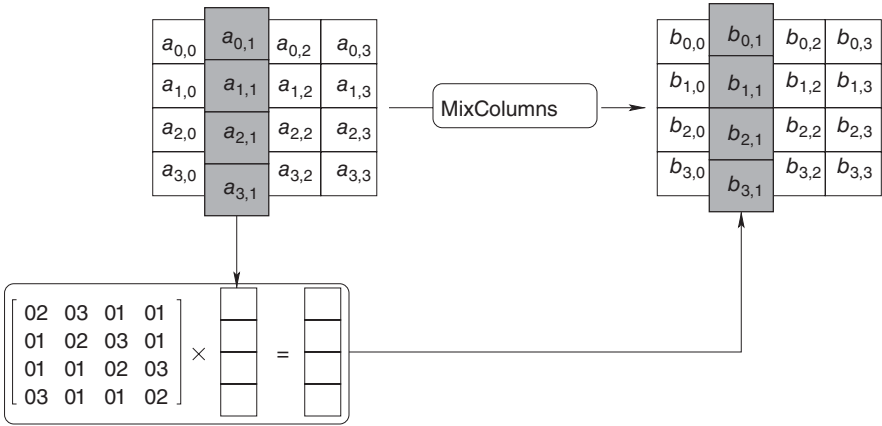 a0,0 a0,1 a0,2 a0,3
a1,0 a1,1 a1,2 a1,3
a2,0 a2,1 a2,2 a2,3
a3,0 a3,1 a3,2 a3,3
MixColumns
b0,0 b0,1 b0,2 b0,3
b1,0 b1,1 b1,2 b1,3
b2,0 b2,1 b2,2 b2,3
b3,0 b3,1 b3,2 b3,3
02 03 01 01
01 02 03 01
01 01 02 03
03 01 01 02
× =